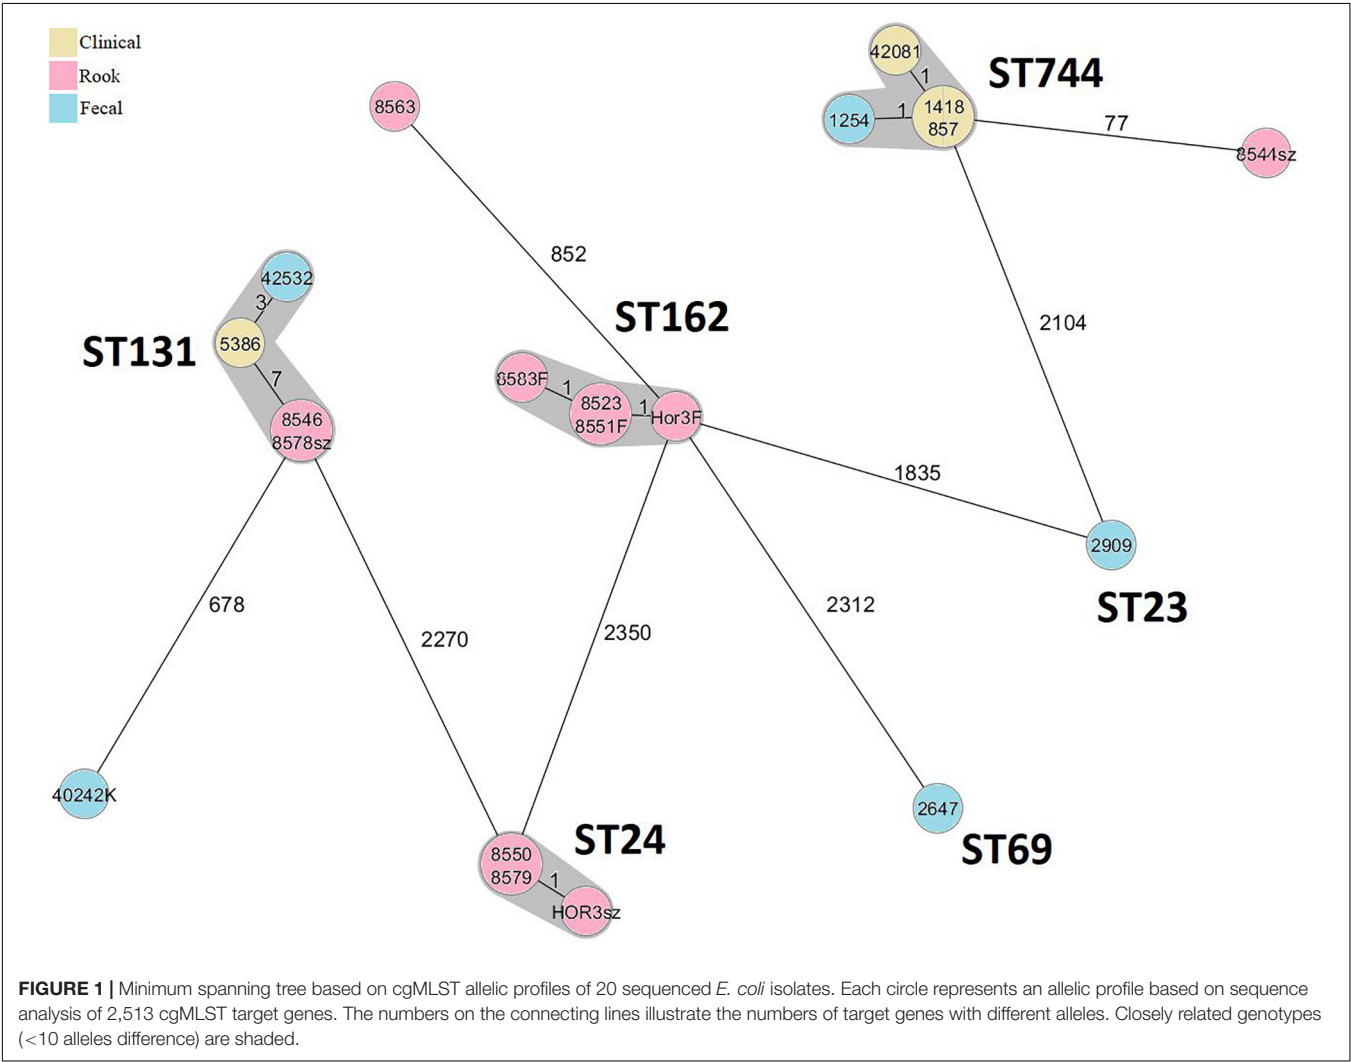 Clinical
Rook
Fecal
42081
ST744
1
8563
1254
1
1418
857
77
8544sz
852
42532
3
ST162
2104
ST131
5386
7
8583F
1
8523
8551F
1
Hor3F
8546
8578sz
1835
2909
ST23
678
2270
2350
2312
40242K
2647
ST69
ST24
8550
8579
1
HOR3sz
FIGURE 1 | Minimum spanning tree based on cgMLST allelic profiles of 20 sequenced E. coli isolates. Each circle represents an allelic profile based on sequence
analysis of 2,513 cgMLST target genes. The numbers on the connecting lines illustrate the numbers of target genes with different alleles. Closely related genotypes
(<10 alleles difference) are shaded.